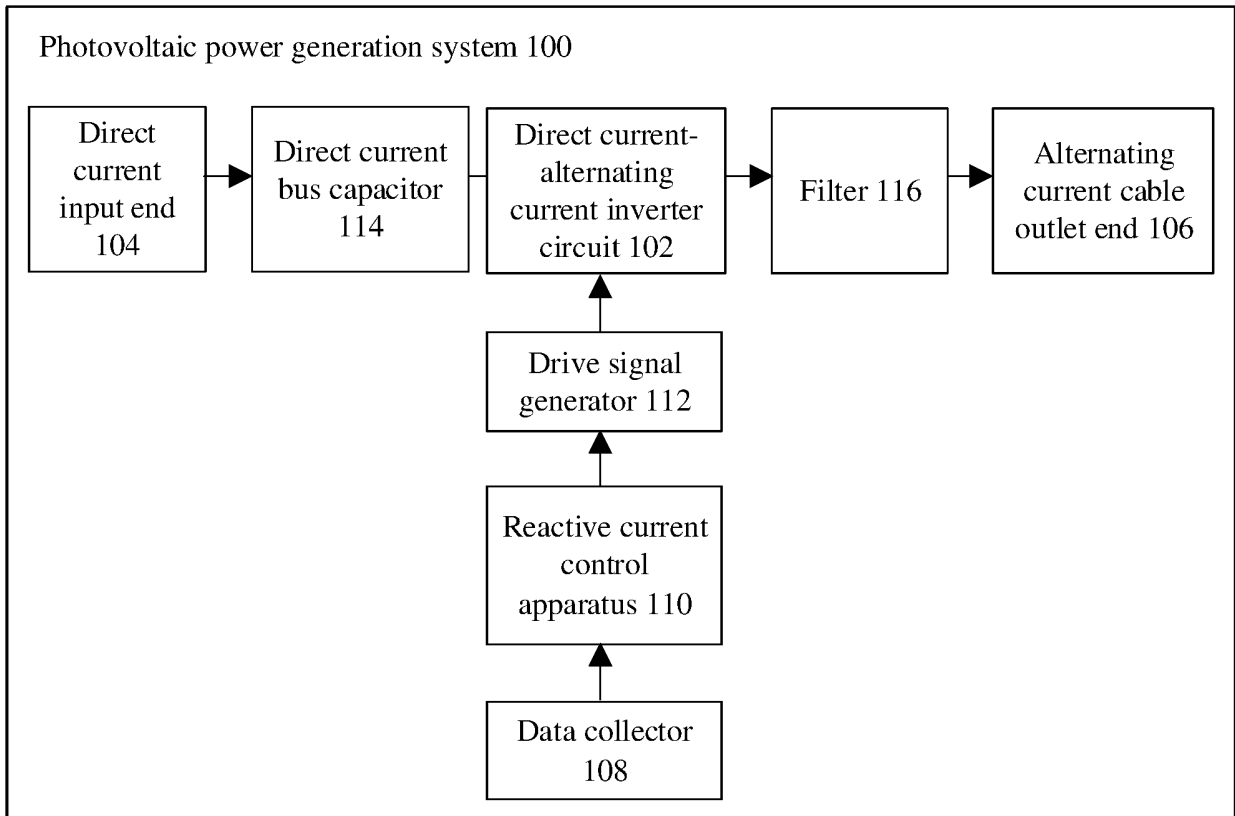 Photovoltaic power generation system 100
Direct
current
input end
104
Direct current
bus capacitor
114
Direct current-
alternating
current inverter
circuit 102
Filter 116
Alternating
current cable
outlet end 106
Drive signal
generator 112
Reactive current
control
apparatus 110
Data collector
108